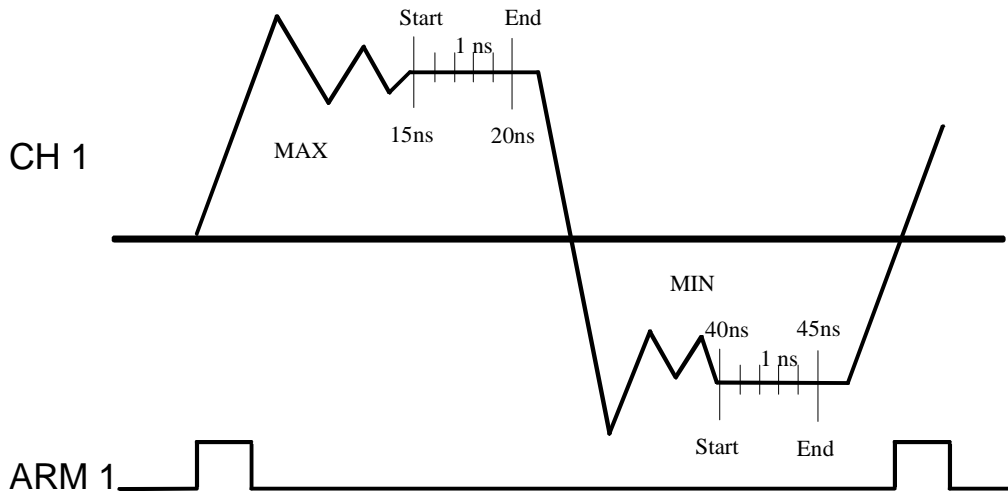 Start
End
1 ns
15ns
20ns
MAX
CH 1
MIN
40ns
45ns
1 ns
Start
End
ARM 1